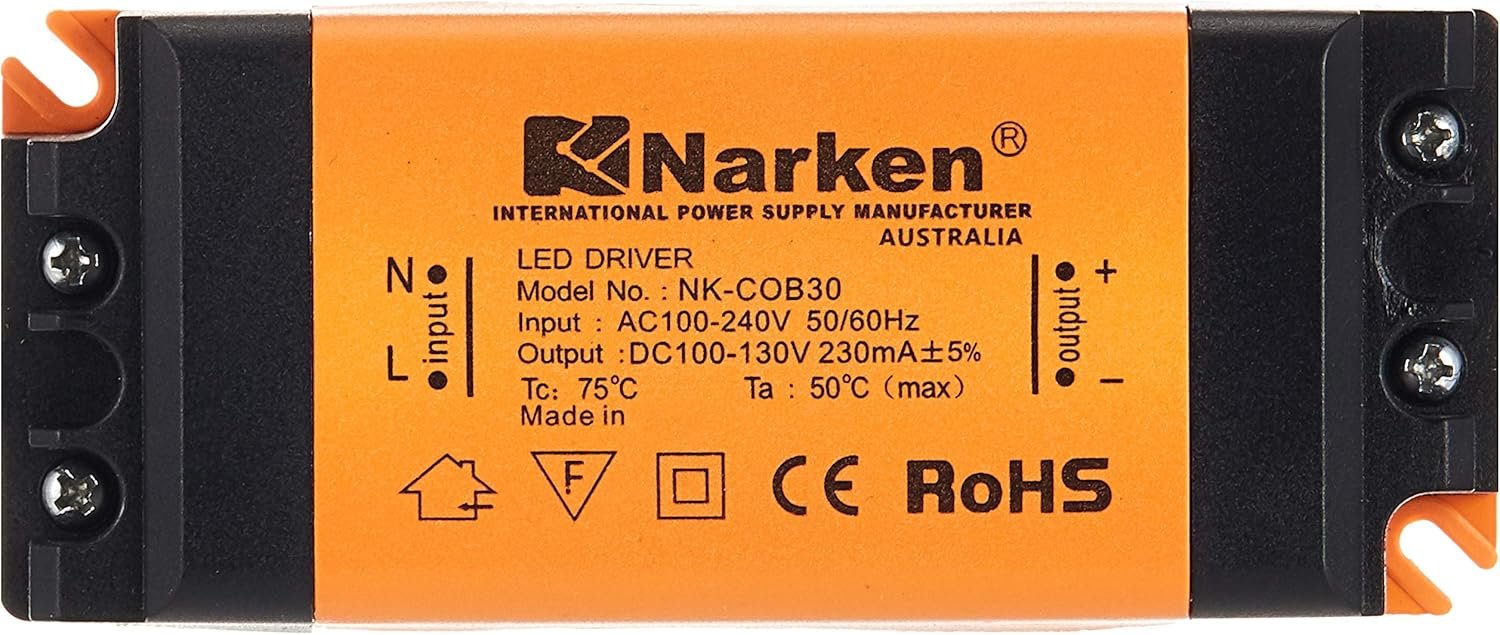 Narken®
INTERNATIONAL POWER SUPPLY MANUFACTURER
AUSTRALIA
N
L
input
LED DRIVER
Model No. : NK-COB30
Input : AC100-240V 50/60Hz
Output :DC100-130V 230mA±5%
Tc: 75℃ Ta : 50℃ (max)
Made in
output
+
−
F
CE
RoHS